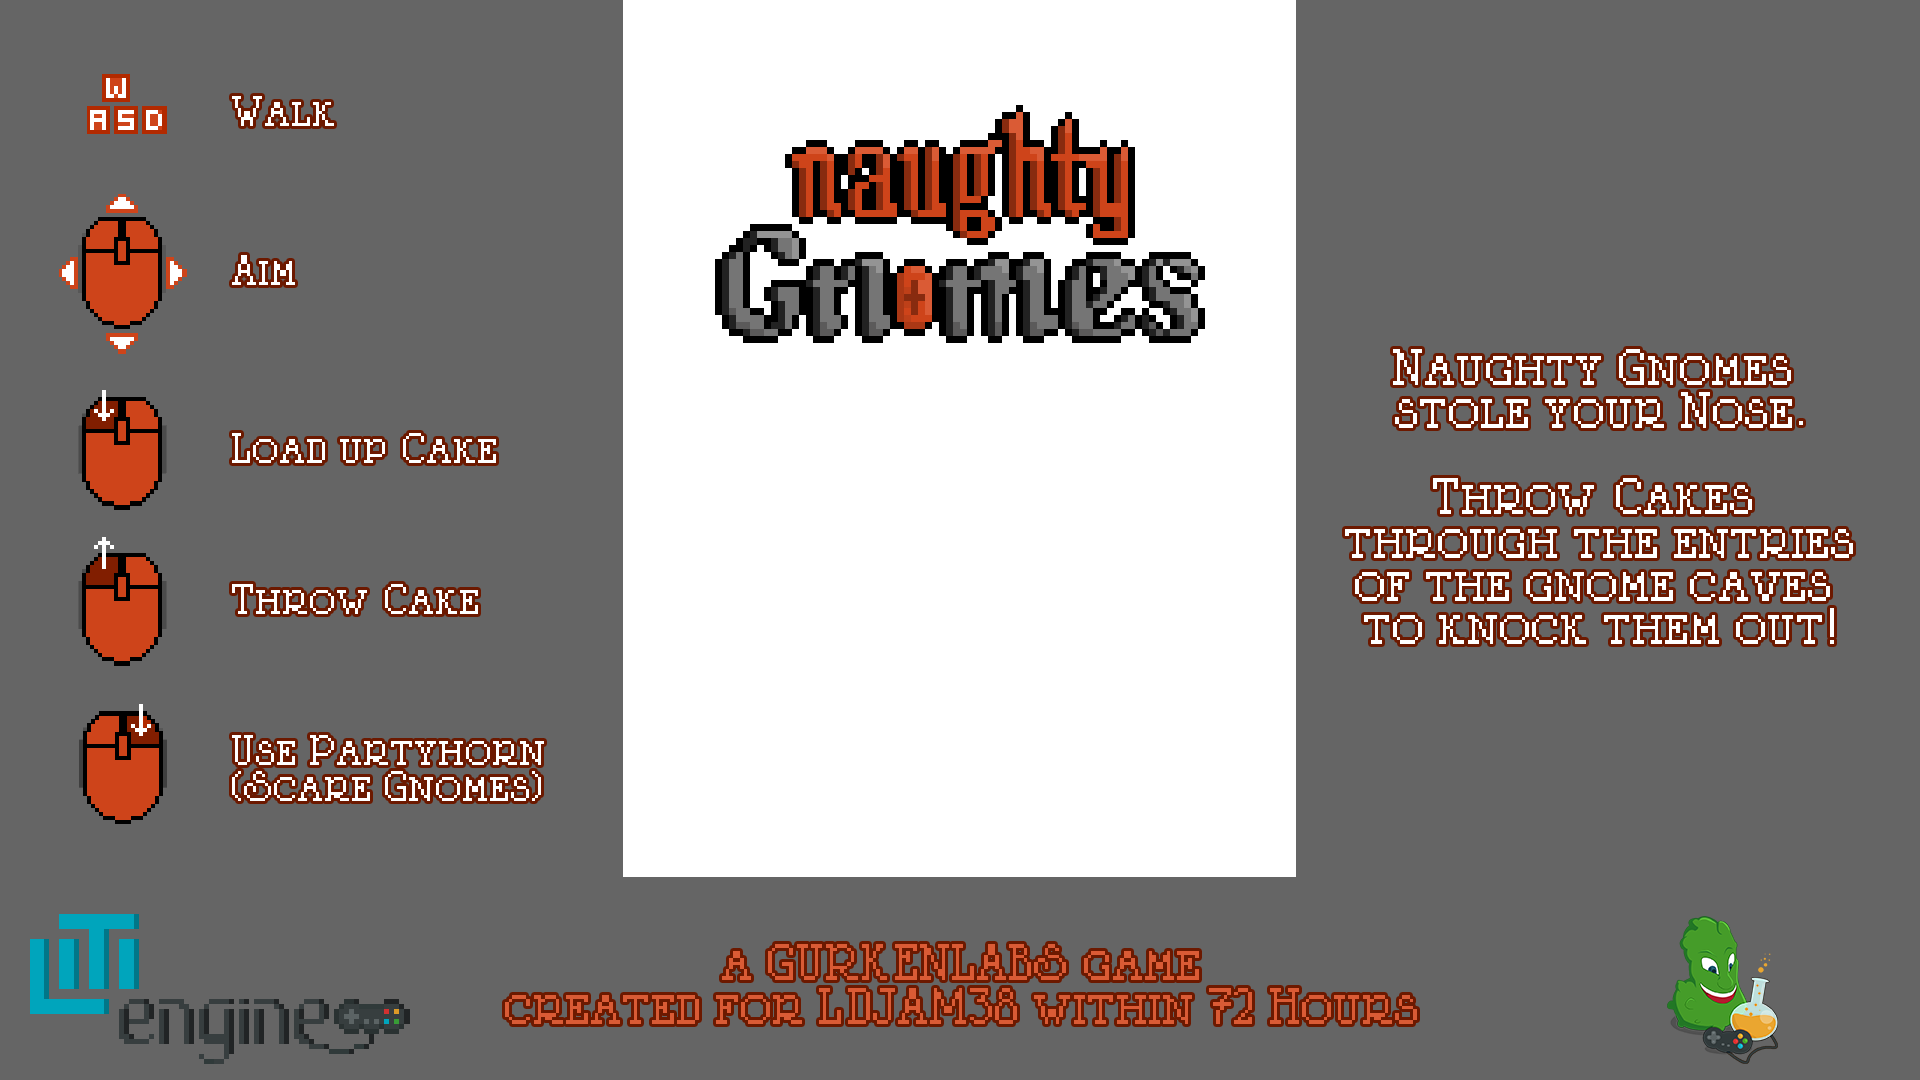 W
A S D
Walk
Aim
Load up Cake
Throw Cake
Use Partyhorn
(Scare Gnomes)
naughty
Gnomes
Naughty Gnomes
stole your Nose.
Throw Cakes
through the entries
of the gnome caves
to knock them out!
LITI
engine
a GURKENLABS game
created for LDJAM38 within 72 Hours